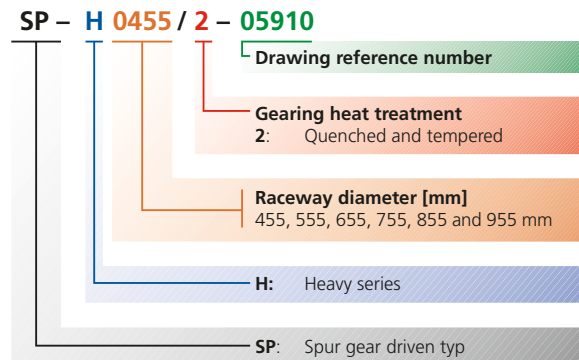 SP – H 0455 / 2 – 05910
Drawing reference number
Gearing heat treatment
2: Quenched and tempered
Raceway diameter [mm]
455, 555, 655, 755, 855 and 955 mm
H: Heavy series
SP: Spur gear driven typ